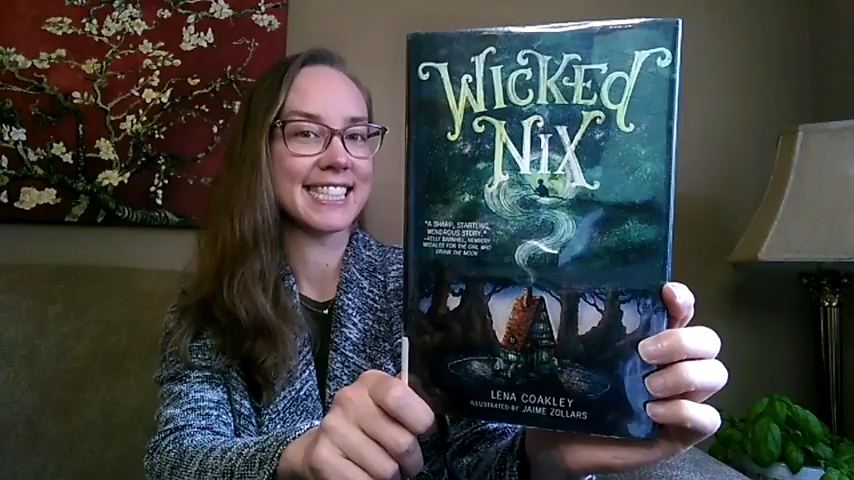 WICKED
NIX
"A SHARP, STARTLING,
WONDROUS STORY."
—KELLY BARNHILL, NEWBERY
MEDALIST FOR THE GIRL WHO
DRANK THE MOON
LENA COAKLEY
ILLUSTRATED BY JAIME ZOLLARS